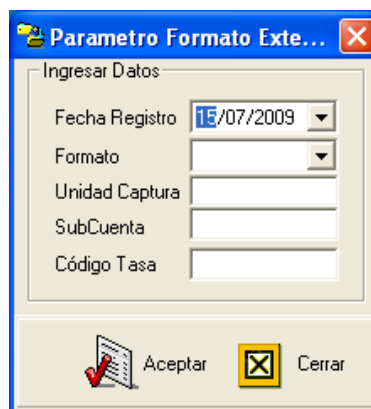 Parametro Formato Exte...
Ingresar Datos
Fecha Registro 15/07/2009
Formato
Unidad Captura
SubCuenta
Código Tasa
Aceptar Cerrar